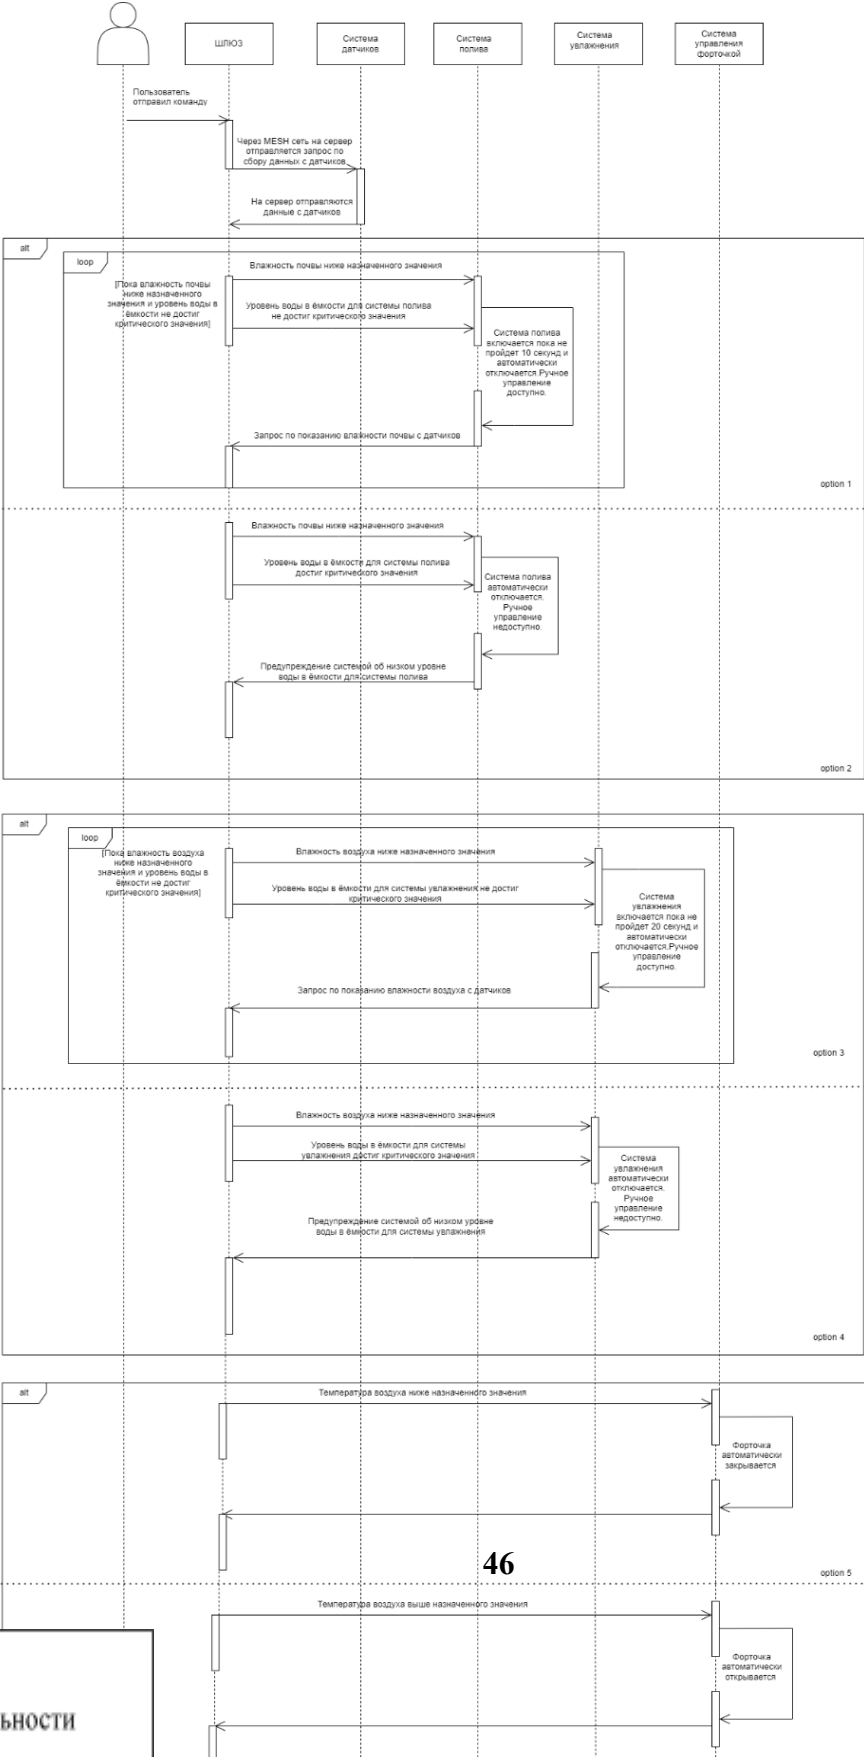 ШЛЮЗ
Система
датчиков
Система
полива
Система
увлажнения
Система
управления
форточкой
Пользователь
отправил команду
Через MESH сеть на сервер
отправляется запрос по
сбору данных с датчиков
На сервер отправляются
данные с датчиков
alt
loop
[Пока влажность почвы
ниже назначенного
значения и уровень воды в
ёмкости не достиг
критического значения]
Влажность почвы ниже назначенного значения
Уровень воды в ёмкости для системы полива
не достиг критического значения
Система полива
включается пока не
пройдет 10 секунд и
автоматически
отключается.Ручное
управление
доступно.
Запрос по показанию влажности почвы с датчиков
option 1
Влажность почвы ниже назначенного значения
Уровень воды в ёмкости для системы полива
достиг критического значения
Система полива
автоматически
отключается.
Ручное
управление
недоступно.
Предупреждение системой об низком уровне
воды в ёмкости для системы полива
option 2
alt
loop
[Пока влажность воздуха
ниже назначенного
значения и уровень воды в
ёмкости не достиг
критического значения]
Влажность воздуха ниже назначенного значения
Уровень воды в ёмкости для системы увлажнения не достиг
критического значения
Система
увлажнения
включается пока не
пройдет 20 секунд и
автоматически
отключается.Ручное
управление
доступно.
Запрос по показанию влажности воздуха с датчиков
option 3
Влажность воздуха ниже назначенного значения
Уровень воды в ёмкости для системы
увлажнения достиг критического значения
Система
увлажнения
автоматически
отключается.
Ручное
управление
недоступно.
Предупреждение системой об низком уровне
воды в ёмкости для системы увлажнения
option 4
alt
Температура воздуха ниже назначенного значения
Форточка
автоматически
закрывается
46
option 5
Температура воздуха выше назначенного значения
Форточка
автоматически
открывается
ьности